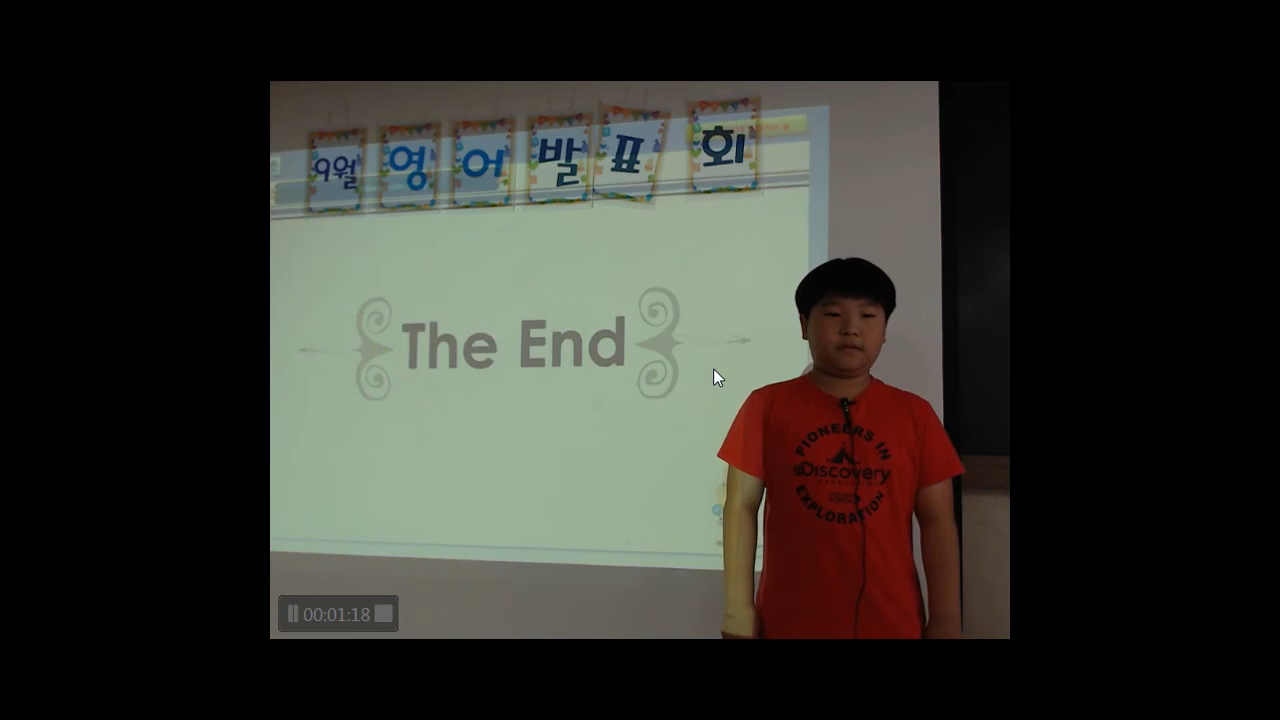 9월 영어 발표회
The End
PIONEERS IN
Discovery
EXPLORATION
00:01:18